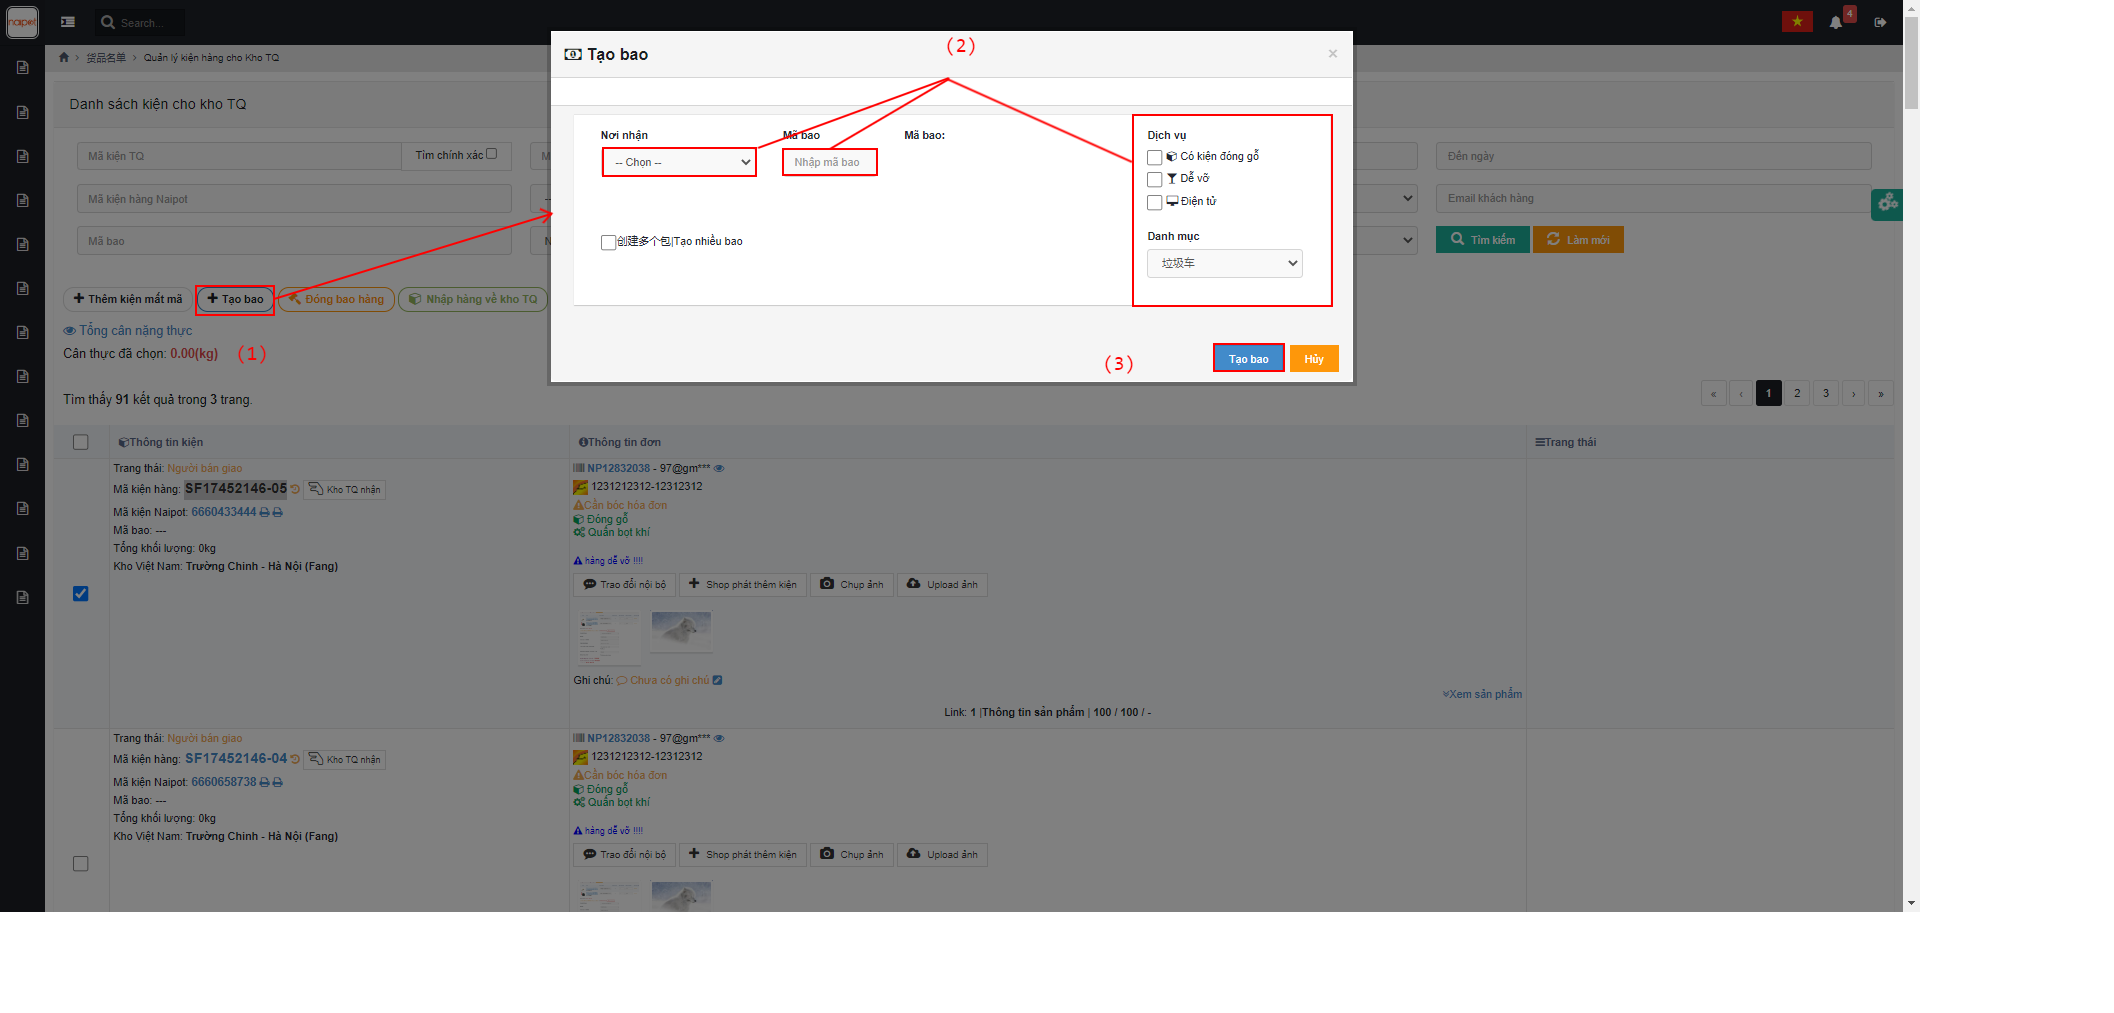 napot
Search...
4
货品名单 › Quản lý kiện hàng cho Kho TQ
Danh sách kiện cho kho TQ
Mã kiện TQ
Tìm chính xác
Đến ngày
Mã kiện hàng Naipot
Email khách hàng
Mã bao
Tìm kiếm
Làm mới
Thêm kiện mất mã
Tạo bao
Đóng bao hàng
Nhập hàng về kho TQ
Tổng cân nặng thực
Cân thực đã chọn: 0.00(kg)
(1)
Tạo bao
(2)
×
Nơi nhận
Mã bao
Mã bao:
-- Chọn --
Nhập mã bao
创建多个包|Tạo nhiều bao
Dịch vụ
Có kiện đóng gỗ
Dễ vỡ
Điện tử
Danh mục
垃圾车
(3)
Tạo bao
Hủy
Tìm thấy 91 kết quả trong 3 trang.
« ‹ 1 2 3 › »
Thông tin kiện
Thông tin đơn
Trạng thái
Trạng thái: Người bán giao
Mã kiện hàng: SF17452146-05 Kho TQ nhận
Mã kiện Naipot: 6660433444
Mã bao: ---
Tổng khối lượng: 0kg
Kho Việt Nam: Trường Chinh - Hà Nội (Fang)
NP12832038 - 97@gm***
1231212312-12312312
Cần bóc hóa đơn
Đóng gỗ
Quấn bọt khí
hàng dễ vỡ !!!!
Trao đổi nội bộ
Shop phát thêm kiện
Chụp ảnh
Upload ảnh
Ghi chú: Chưa có ghi chú
Xem sản phẩm
Link: 1 |Thông tin sản phẩm | 100 / 100 / -
Trạng thái: Người bán giao
Mã kiện hàng: SF17452146-04 Kho TQ nhận
Mã kiện Naipot: 6660658738
Mã bao: ---
Tổng khối lượng: 0kg
Kho Việt Nam: Trường Chinh - Hà Nội (Fang)
NP12832038 - 97@gm***
1231212312-12312312
Cần bóc hóa đơn
Đóng gỗ
Quấn bọt khí
hàng dễ vỡ !!!!
Trao đổi nội bộ
Shop phát thêm kiện
Chụp ảnh
Upload ảnh